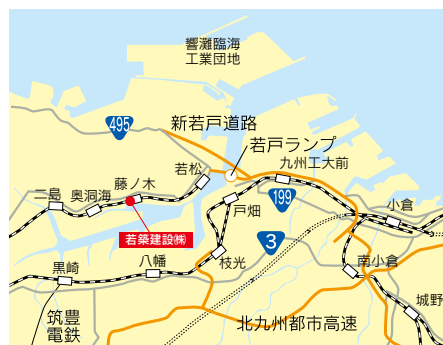 響灘臨海
工業団地
495
新若戸道路
若戸ランプ
若松
九州工大前
藤ノ木
二島
奥洞海
戸畑
199
小倉
若築建設㈱
3
八幡
枝光
黒崎
南小倉
城野
筑豊
電鉄
北九州都市高速